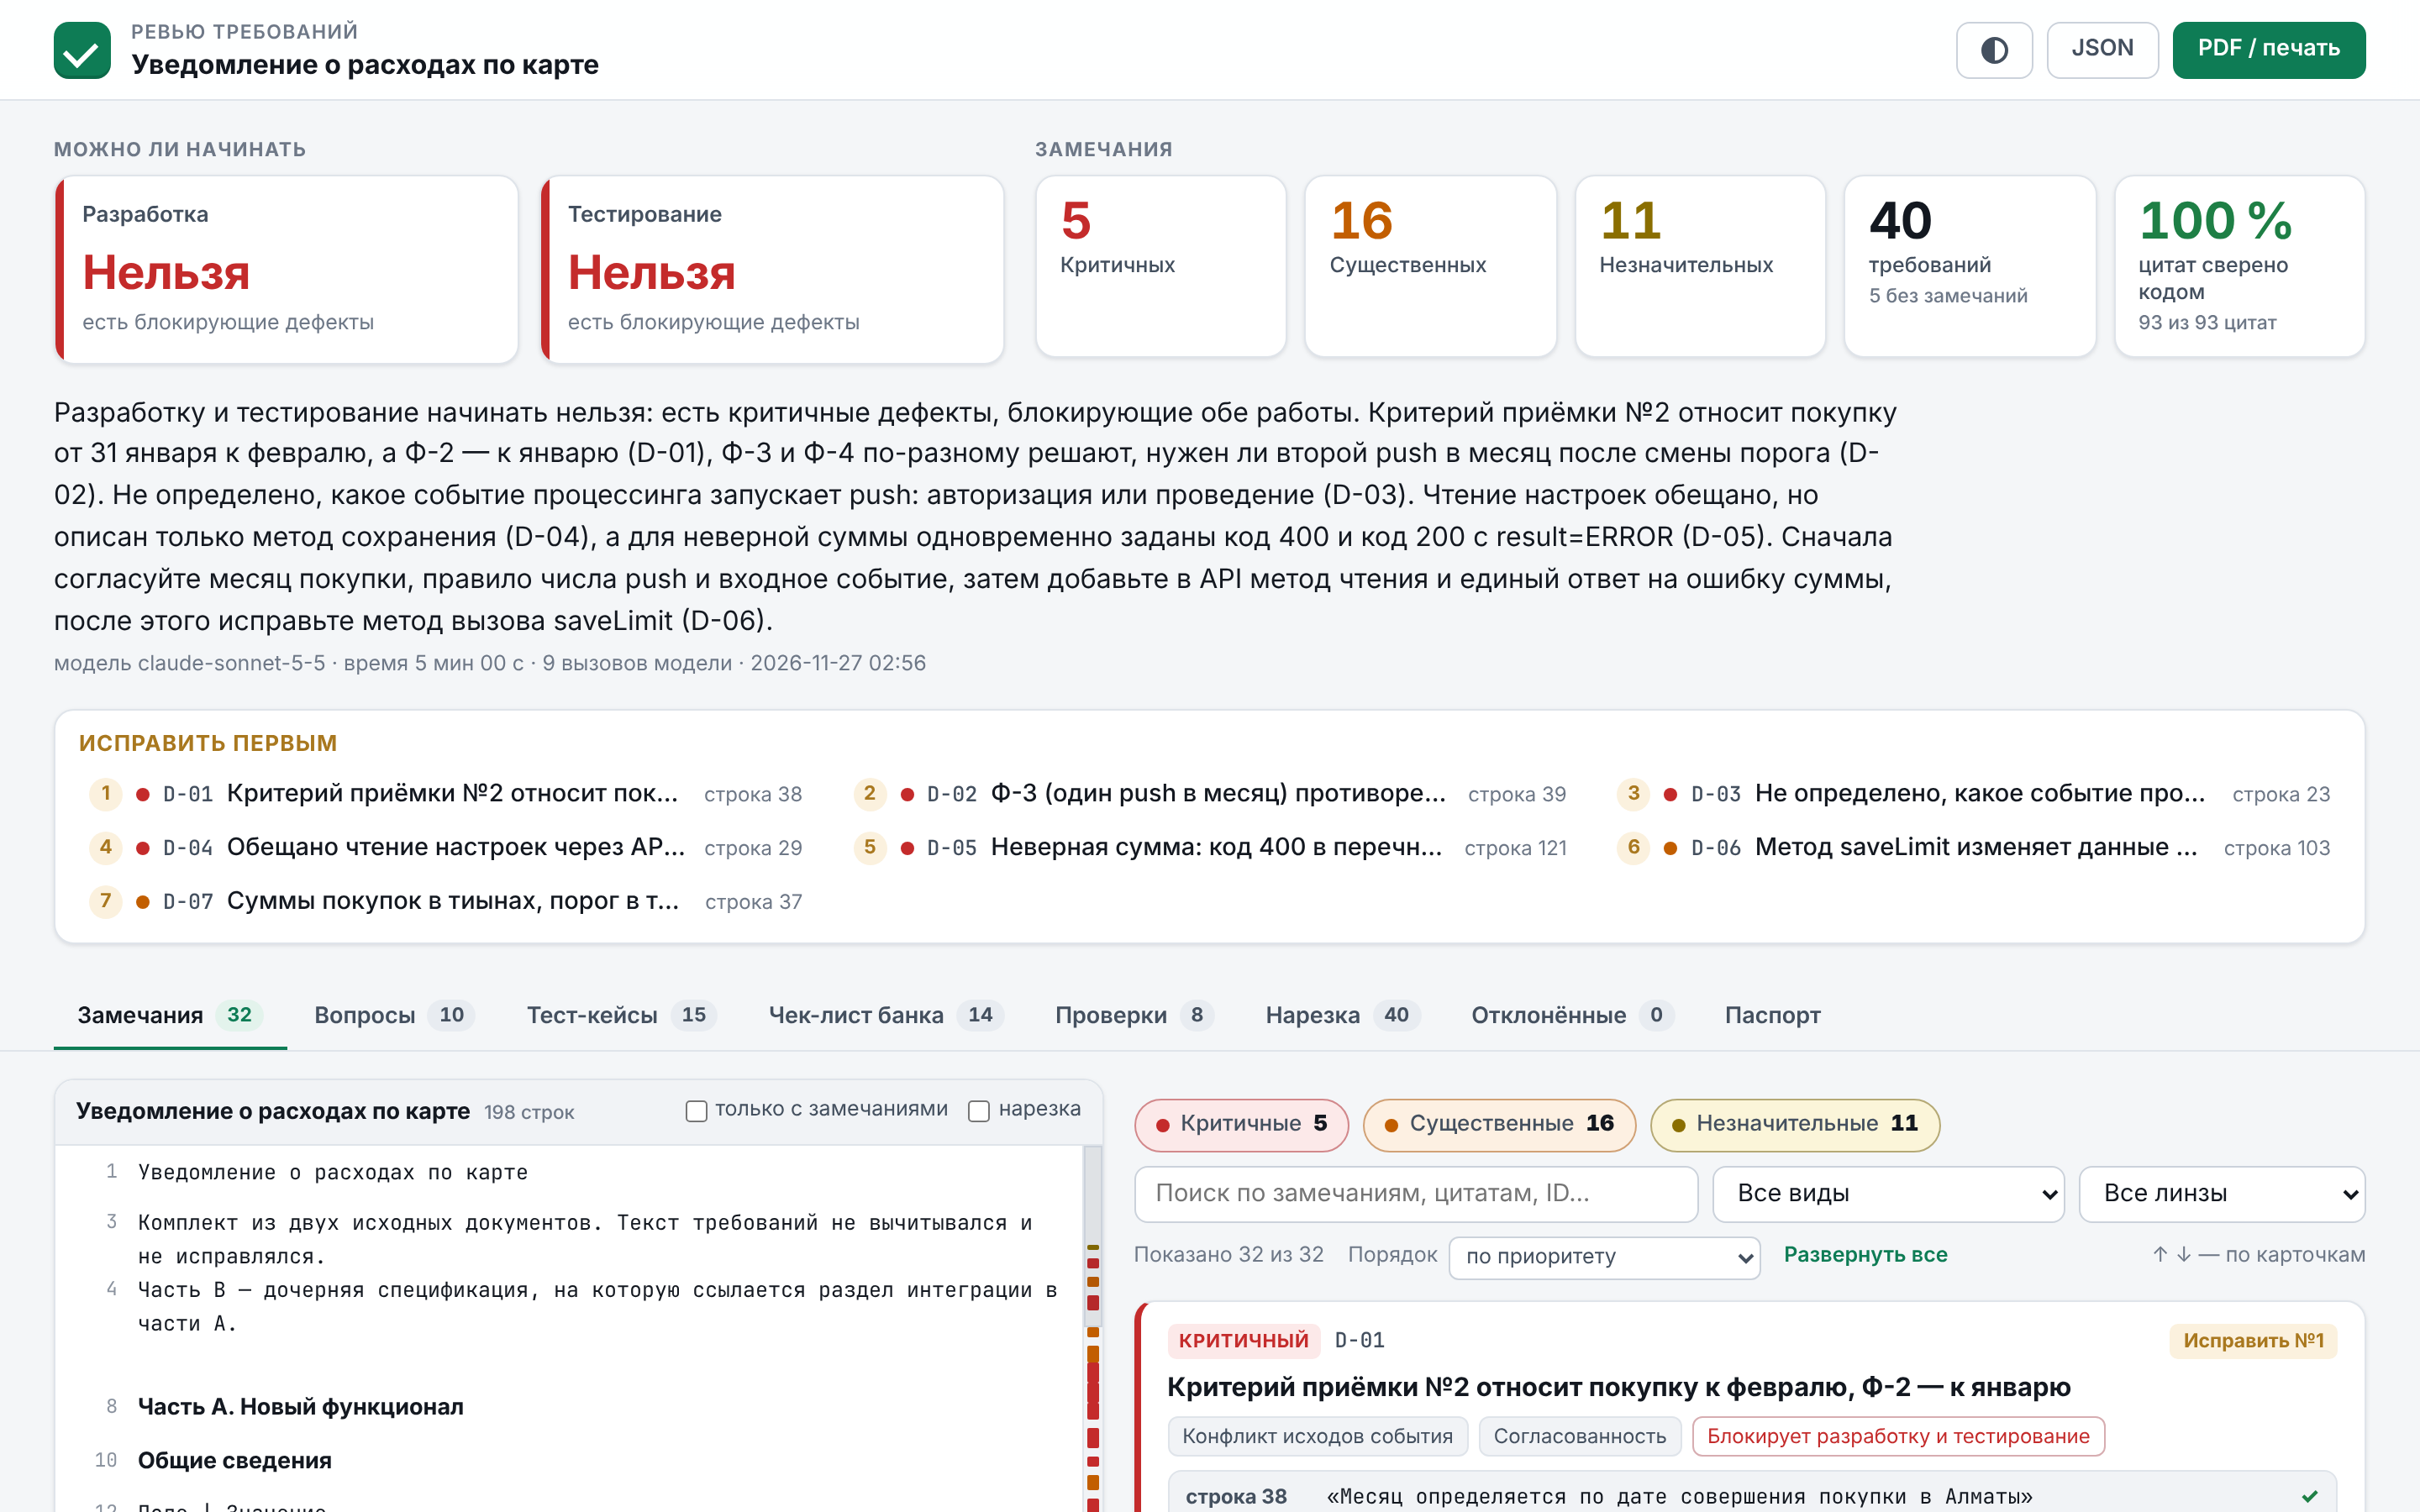 РЕВЬЮ ТРЕБОВАНИЙ
Уведомление о расходах по карте
JSON
PDF / печать
МОЖНО ЛИ НАЧИНАТЬ
Разработка
Нельзя
есть блокирующие дефекты
Тестирование
Нельзя
есть блокирующие дефекты
ЗАМЕЧАНИЯ
5
Критичных
16
Существенных
11
Незначительных
40
требований
5 без замечаний
100 %
цитат сверено
кодом
93 из 93 цитат
Разработку и тестирование начинать нельзя: есть критичные дефекты, блокирующие обе работы. Критерий приёмки №2 относит покупку
от 31 января к февралю, а Ф-2 — к январю (D-01), Ф-3 и Ф-4 по-разному решают, нужен ли второй push в месяц после смены порога (D-
02). Не определено, какое событие процессинга запускает push: авторизация или проведение (D-03). Чтение настроек обещано, но
описан только метод сохранения (D-04), а для неверной суммы одновременно заданы код 400 и код 200 с result=ERROR (D-05). Сначала
согласуйте месяц покупки, правило числа push и входное событие, затем добавьте в API метод чтения и единый ответ на ошибку суммы,
после этого исправьте метод вызова saveLimit (D-06).
модель claude-sonnet-5-5 · время 5 мин 00 с · 9 вызовов модели · 2026-11-27 02:56
ИСПРАВИТЬ ПЕРВЫМ
1 D-01 Критерий приёмки №2 относит пок... строка 38
2 D-02 Ф-3 (один push в месяц) противоре... строка 39
3 D-03 Не определено, какое событие про... строка 23
4 D-04 Обещано чтение настроек через AP... строка 29
5 D-05 Неверная сумма: код 400 в перечн... строка 121
6 D-06 Метод saveLimit изменяет данные ... строка 103
7 D-07 Суммы покупок в тиынах, порог в т... строка 37
Замечания 32
Вопросы 10
Тест-кейсы 15
Чек-лист банка 14
Проверки 8
Нарезка 40
Отклонённые 0
Паспорт
Уведомление о расходах по карте 198 строк
только с замечаниями
нарезка
1 Уведомление о расходах по карте
3 Комплект из двух исходных документов. Текст требований не вычитывался и
не исправлялся.
4 Часть B — дочерняя спецификация, на которую ссылается раздел интеграции в
части А.
8 Часть А. Новый функционал
10 Общие сведения
12 Поле | Значение
Критичные 5
Существенные 16
Незначительные 11
Поиск по замечаниям, цитатам, ID...
Все виды
Все линзы
Показано 32 из 32
Порядок
по приоритету
Развернуть все
↑ ↓ — по карточкам
КРИТИЧНЫЙ D-01
Исправить №1
Критерий приёмки №2 относит покупку к февралю, Ф-2 — к январю
Конфликт исходов события
Согласованность
Блокирует разработку и тестирование
строка 38 «Месяц определяется по дате совершения покупки в Алматы»